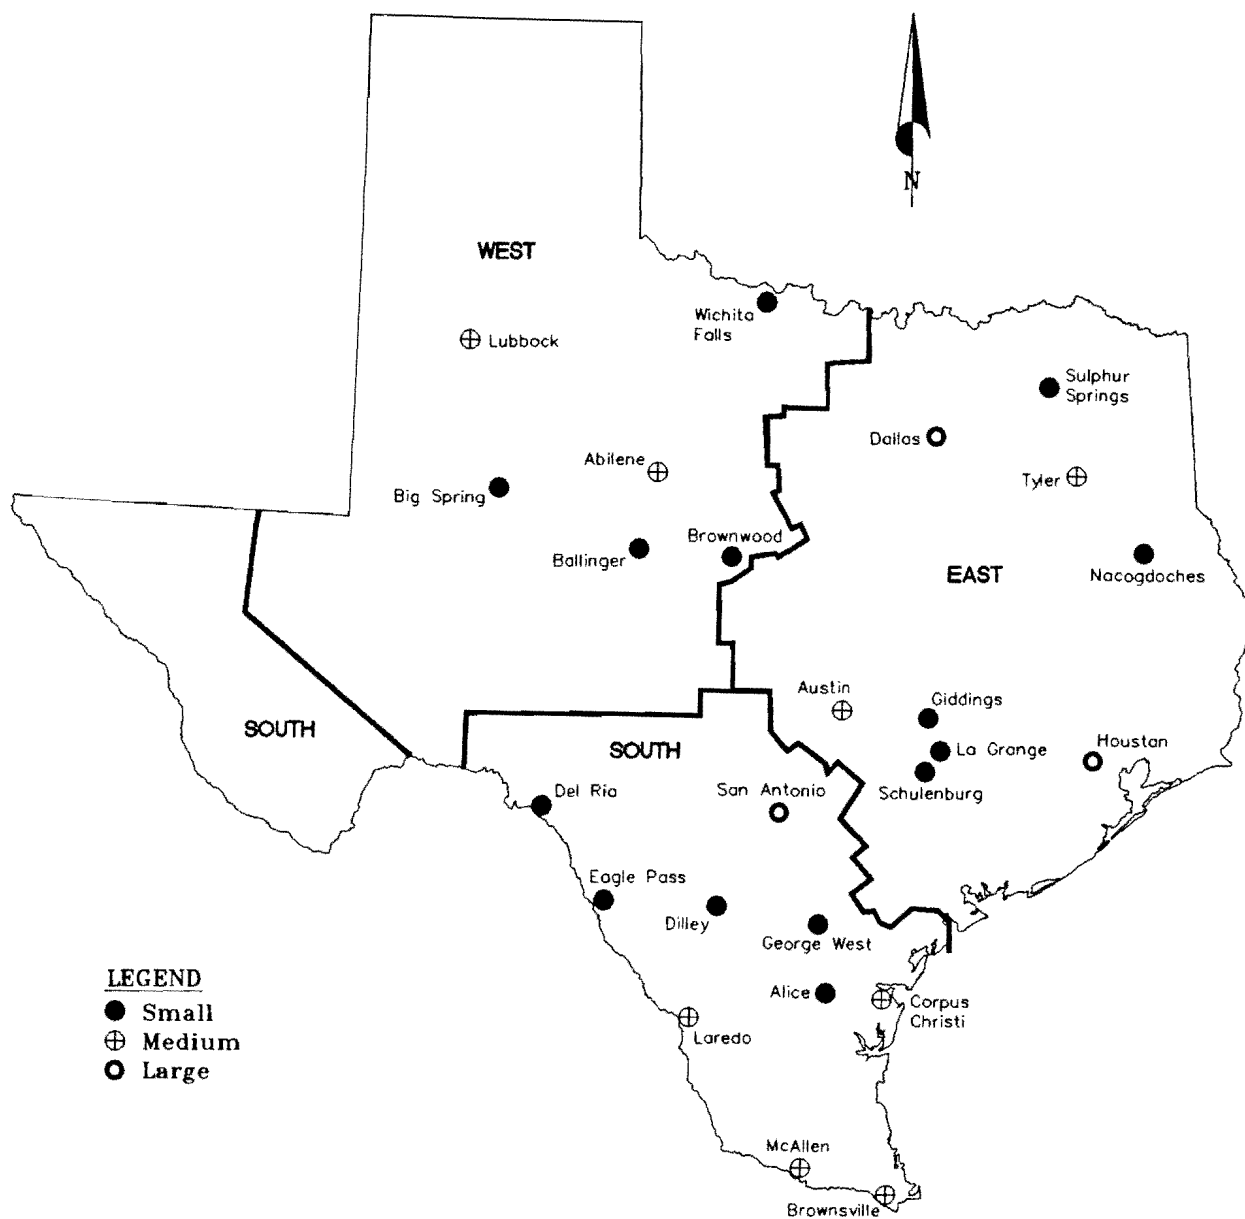 N
WEST
Wichita
Falls
Lubbock
Sulphur
Springs
Dallas
Abilene
Tyler
Big Spring
Brownwood
Ballinger
EAST
Nacogdoches
Austin
Giddings
SOUTH
SOUTH
La Grange
Houstan
Del Ria
San Antonio
Schulenburg
Eagle Pass
Dilley
George West
LEGEND
Small
Medium
Large
Alice
Corpus
Christi
Laredo
McAllen
Brownsville